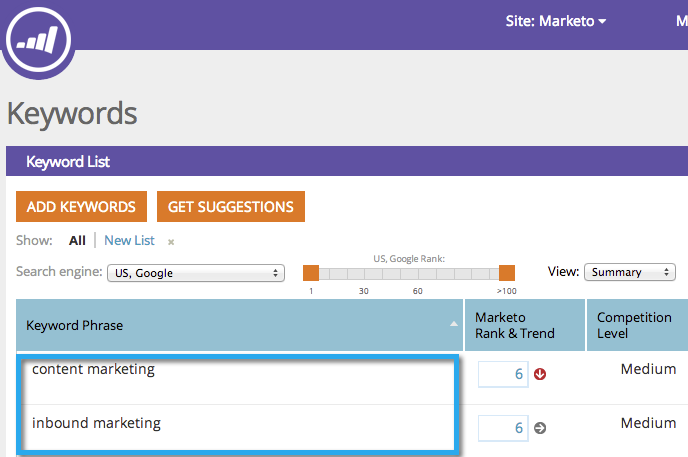 Site: Marketo
M
Keywords
Keyword List
ADD KEYWORDS GET SUGGESTIONS
Show: All New List ×
Search engine: US, Google
US, Google Rank:
1 30 60 >100
View: Summary
Keyword Phrase
Marketo
Rank & Trend
Competition
Level
content marketing 6 Medium
inbound marketing 6 Medium